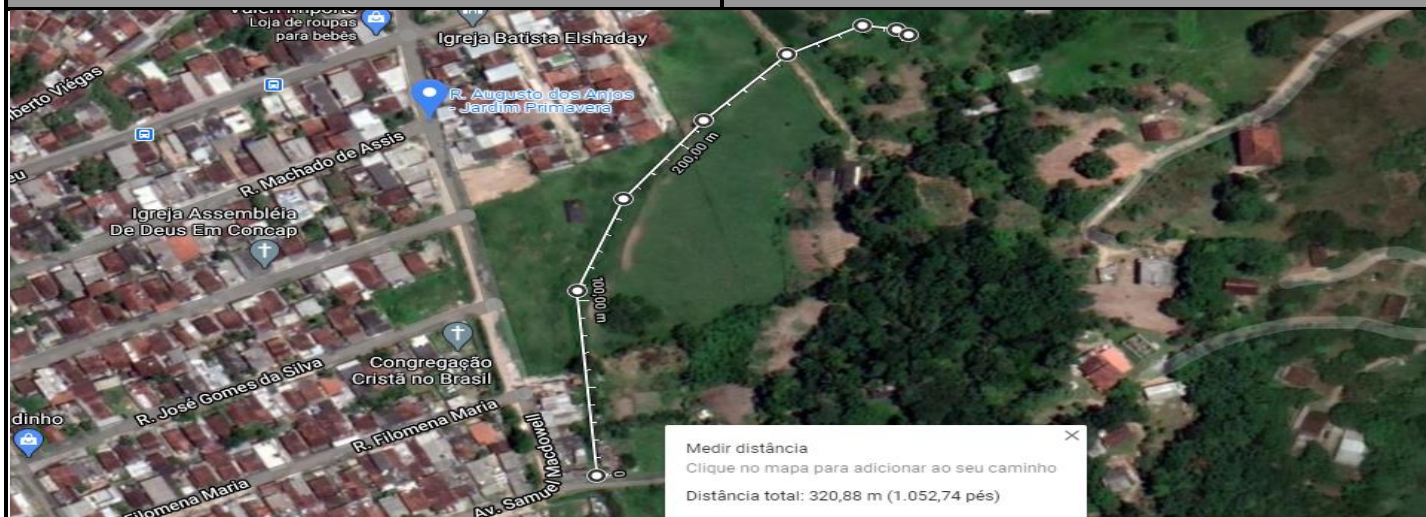 Loja de roupas
para bebês
Igreja Batista Elshaday
R. Augusto dos Anjos
- Jardim Primavera
R. Machado de Assis
Igreja Assembléia
De Deus Em Concap
200,00 m
100,00 m
Congregação
Cristã no Brasil
R. José Gomes da Silva
R. Filomena Maria
dinho
Filomena Maria
Av. Samuel Macdowell
0
Medir distância
Clique no mapa para adicionar ao seu caminho
Distância total: 320,88 m (1.052,74 pés)